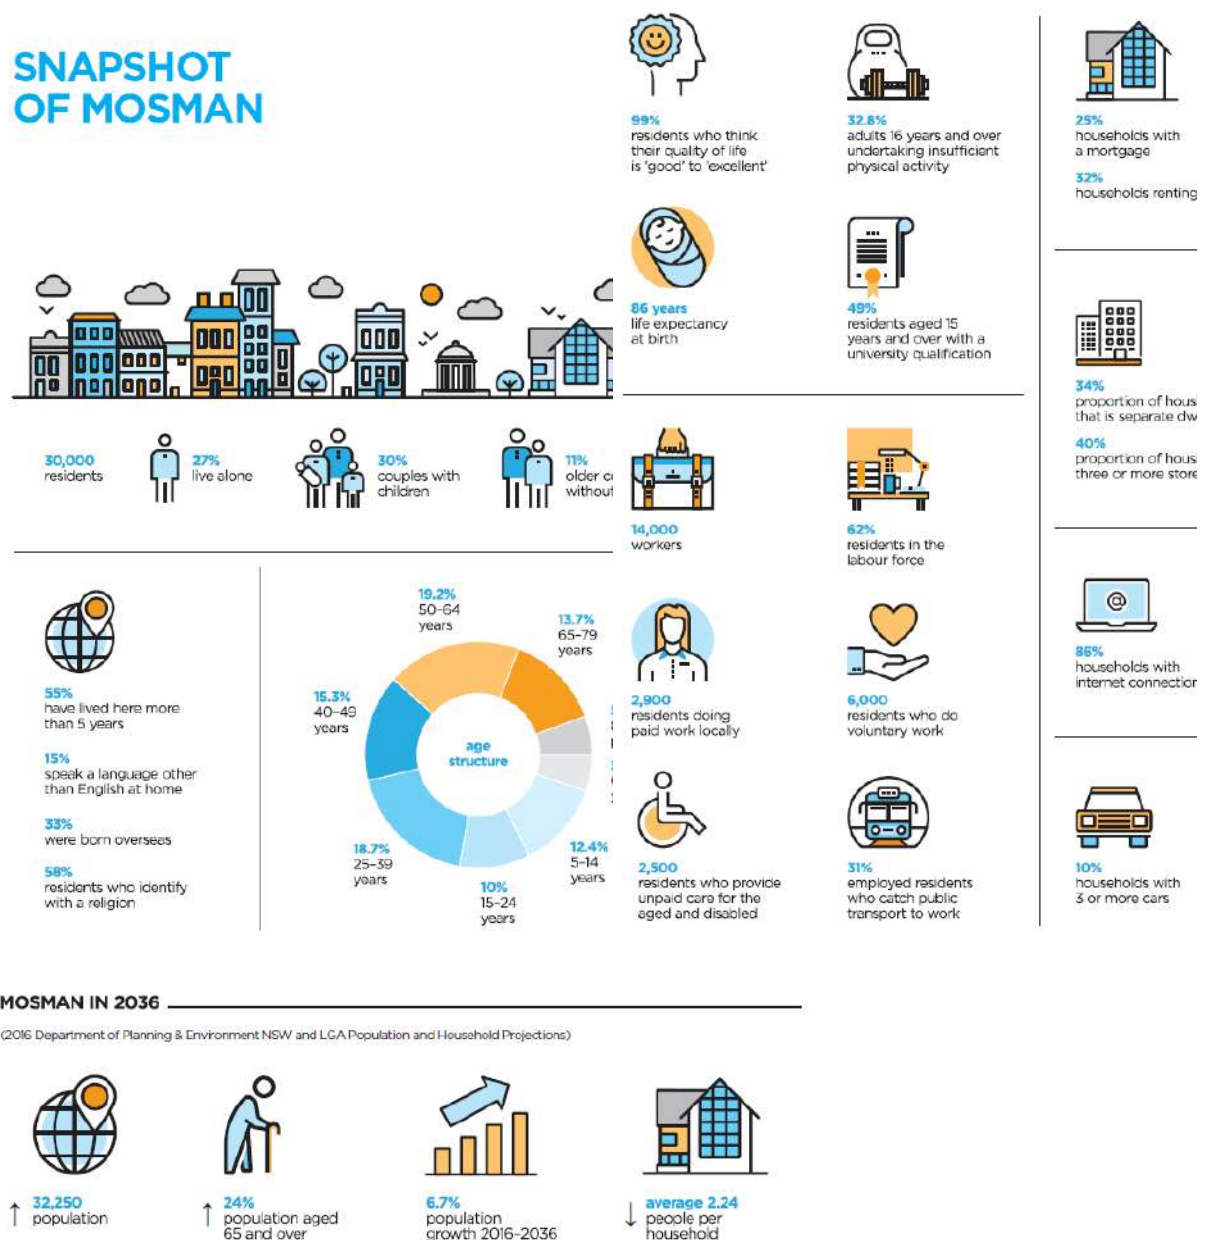 SNAPSHOT
OF MOSMAN
30,000
residents
27%
live alone
30%
couples with
children
11%
older
without
55%
have lived here more
than 5 years
15%
speak a language other
than English at home
33%
were born overseas
58%
residents who identify
with a religion
age
structure
19.2%
50-64
years
13.7%
65-79
years
15.3%
40-49
years
18.7%
25-39
years
10%
15-24
years
12.4%
5-14
years
99%
residents who think
their quality of life
is 'good' to 'excellent'
32.8%
adults 16 years and over
undertaking insufficient
physical activity
86 years
life expectancy
at birth
49%
residents aged 15
years and over with a
university qualification
14,000
workers
62%
residents in the
labour force
2,900
residents doing
paid work locally
6,000
residents who do
voluntary work
2,500
residents who provide
unpaid care for the
aged and disabled
31%
employed residents
who catch public
transport to work
25%
households with
a mortgage
32%
households renting
34%
proportion of
that is separate
40%
proportion of
three or more
@
86%
households with
internet connection
10%
households with
3 or more cars
MOSMAN IN 2036
(2016 Department of Planning & Environment NSW and LGA Population and Household Projections)
↑ 32,250
population
↑ 24%
population aged
65 and over
6.7%
population
growth 2016-2036
↓ average 2.24
people per
household